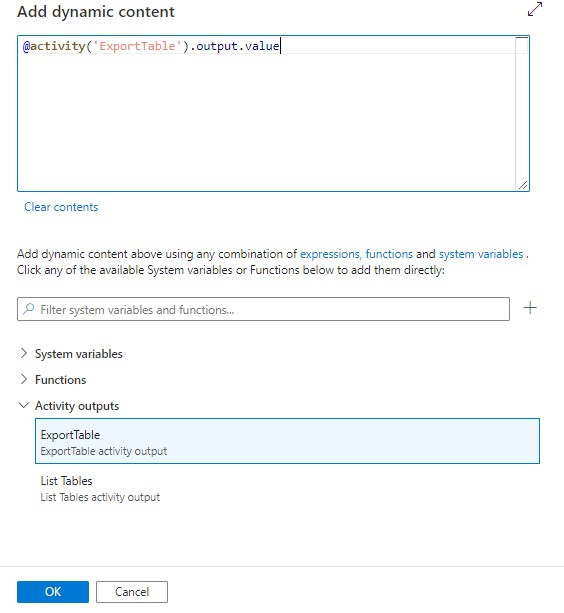 Add dynamic content
@activity('ExportTable').output.value
Clear contents
Add dynamic content above using any combination of expressions, functions and system variables .
Click any of the available System variables or Functions below to add them directly:
Filter system variables and functions...
System variables
Functions
Activity outputs
ExportTable
ExportTable activity output
List Tables
List Tables activity output
OK
Cancel